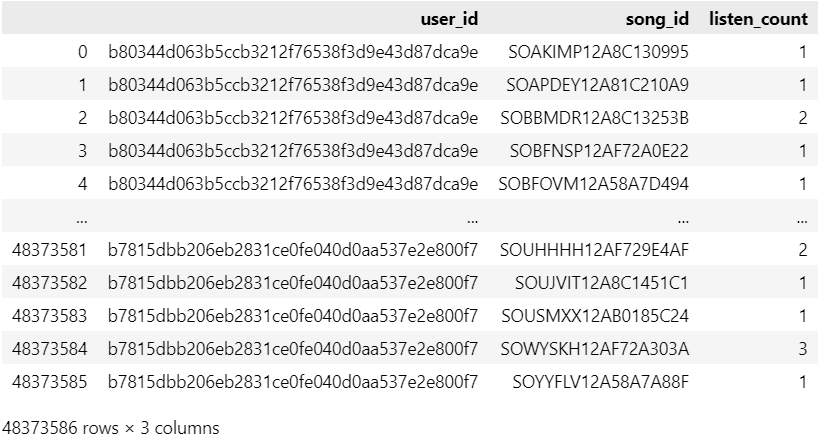 user_id song_id listen_count
0 b80344d063b5ccb3212f76538f3d9e43d87dca9e SOAKIMP12A8C130995 1
1 b80344d063b5ccb3212f76538f3d9e43d87dca9e SOAPDEY12A81C210A9 1
2 b80344d063b5ccb3212f76538f3d9e43d87dca9e SOBBMDR12A8C13253B 2
3 b80344d063b5ccb3212f76538f3d9e43d87dca9e SOBFNSP12AF72A0E22 1
4 b80344d063b5ccb3212f76538f3d9e43d87dca9e SOBFOVM12A58A7D494 1
... ... ... ...
48373581 b7815dbb206eb2831ce0fe040d0aa537e2e800f7 SOUHHHH12AF729E4AF 2
48373582 b7815dbb206eb2831ce0fe040d0aa537e2e800f7 SOUJVIT12A8C1451C1 1
48373583 b7815dbb206eb2831ce0fe040d0aa537e2e800f7 SOUSMXX12AB0185C24 1
48373584 b7815dbb206eb2831ce0fe040d0aa537e2e800f7 SOWYSKH12AF72A303A 3
48373585 b7815dbb206eb2831ce0fe040d0aa537e2e800f7 SOYYFLV12A58A7A88F 1
48373586 rows × 3 columns